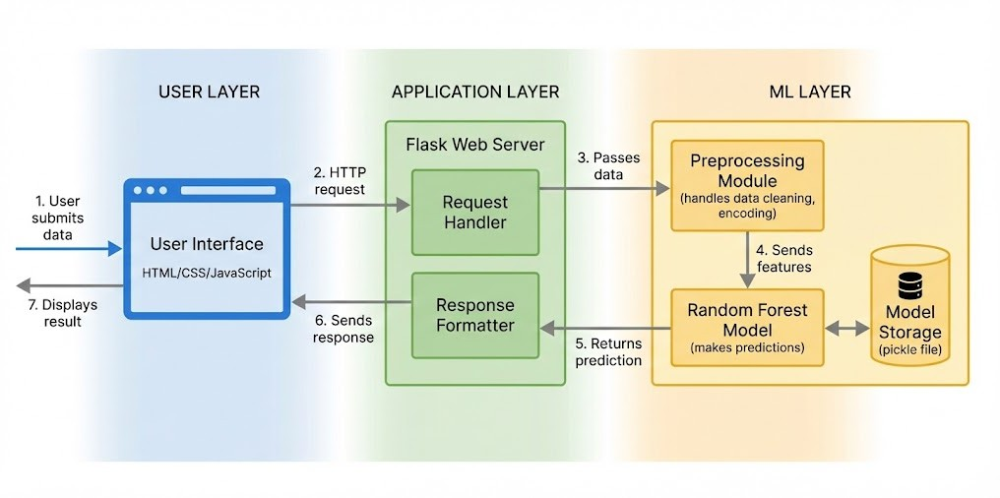 USER LAYER
APPLICATION LAYER
ML LAYER
1. User
submits
data
User Interface
HTML/CSS/JavaScript
7. Displays
result
2. HTTP
request
Flask Web Server
Request
Handler
Response
Formatter
6. Sends
response
3. Passes
data
Preprocessing
Module
(handles data cleaning,
encoding)
4. Sends
features
Random Forest
Model
(makes predictions)
5. Returns
prediction
Model
Storage
(pickle file)